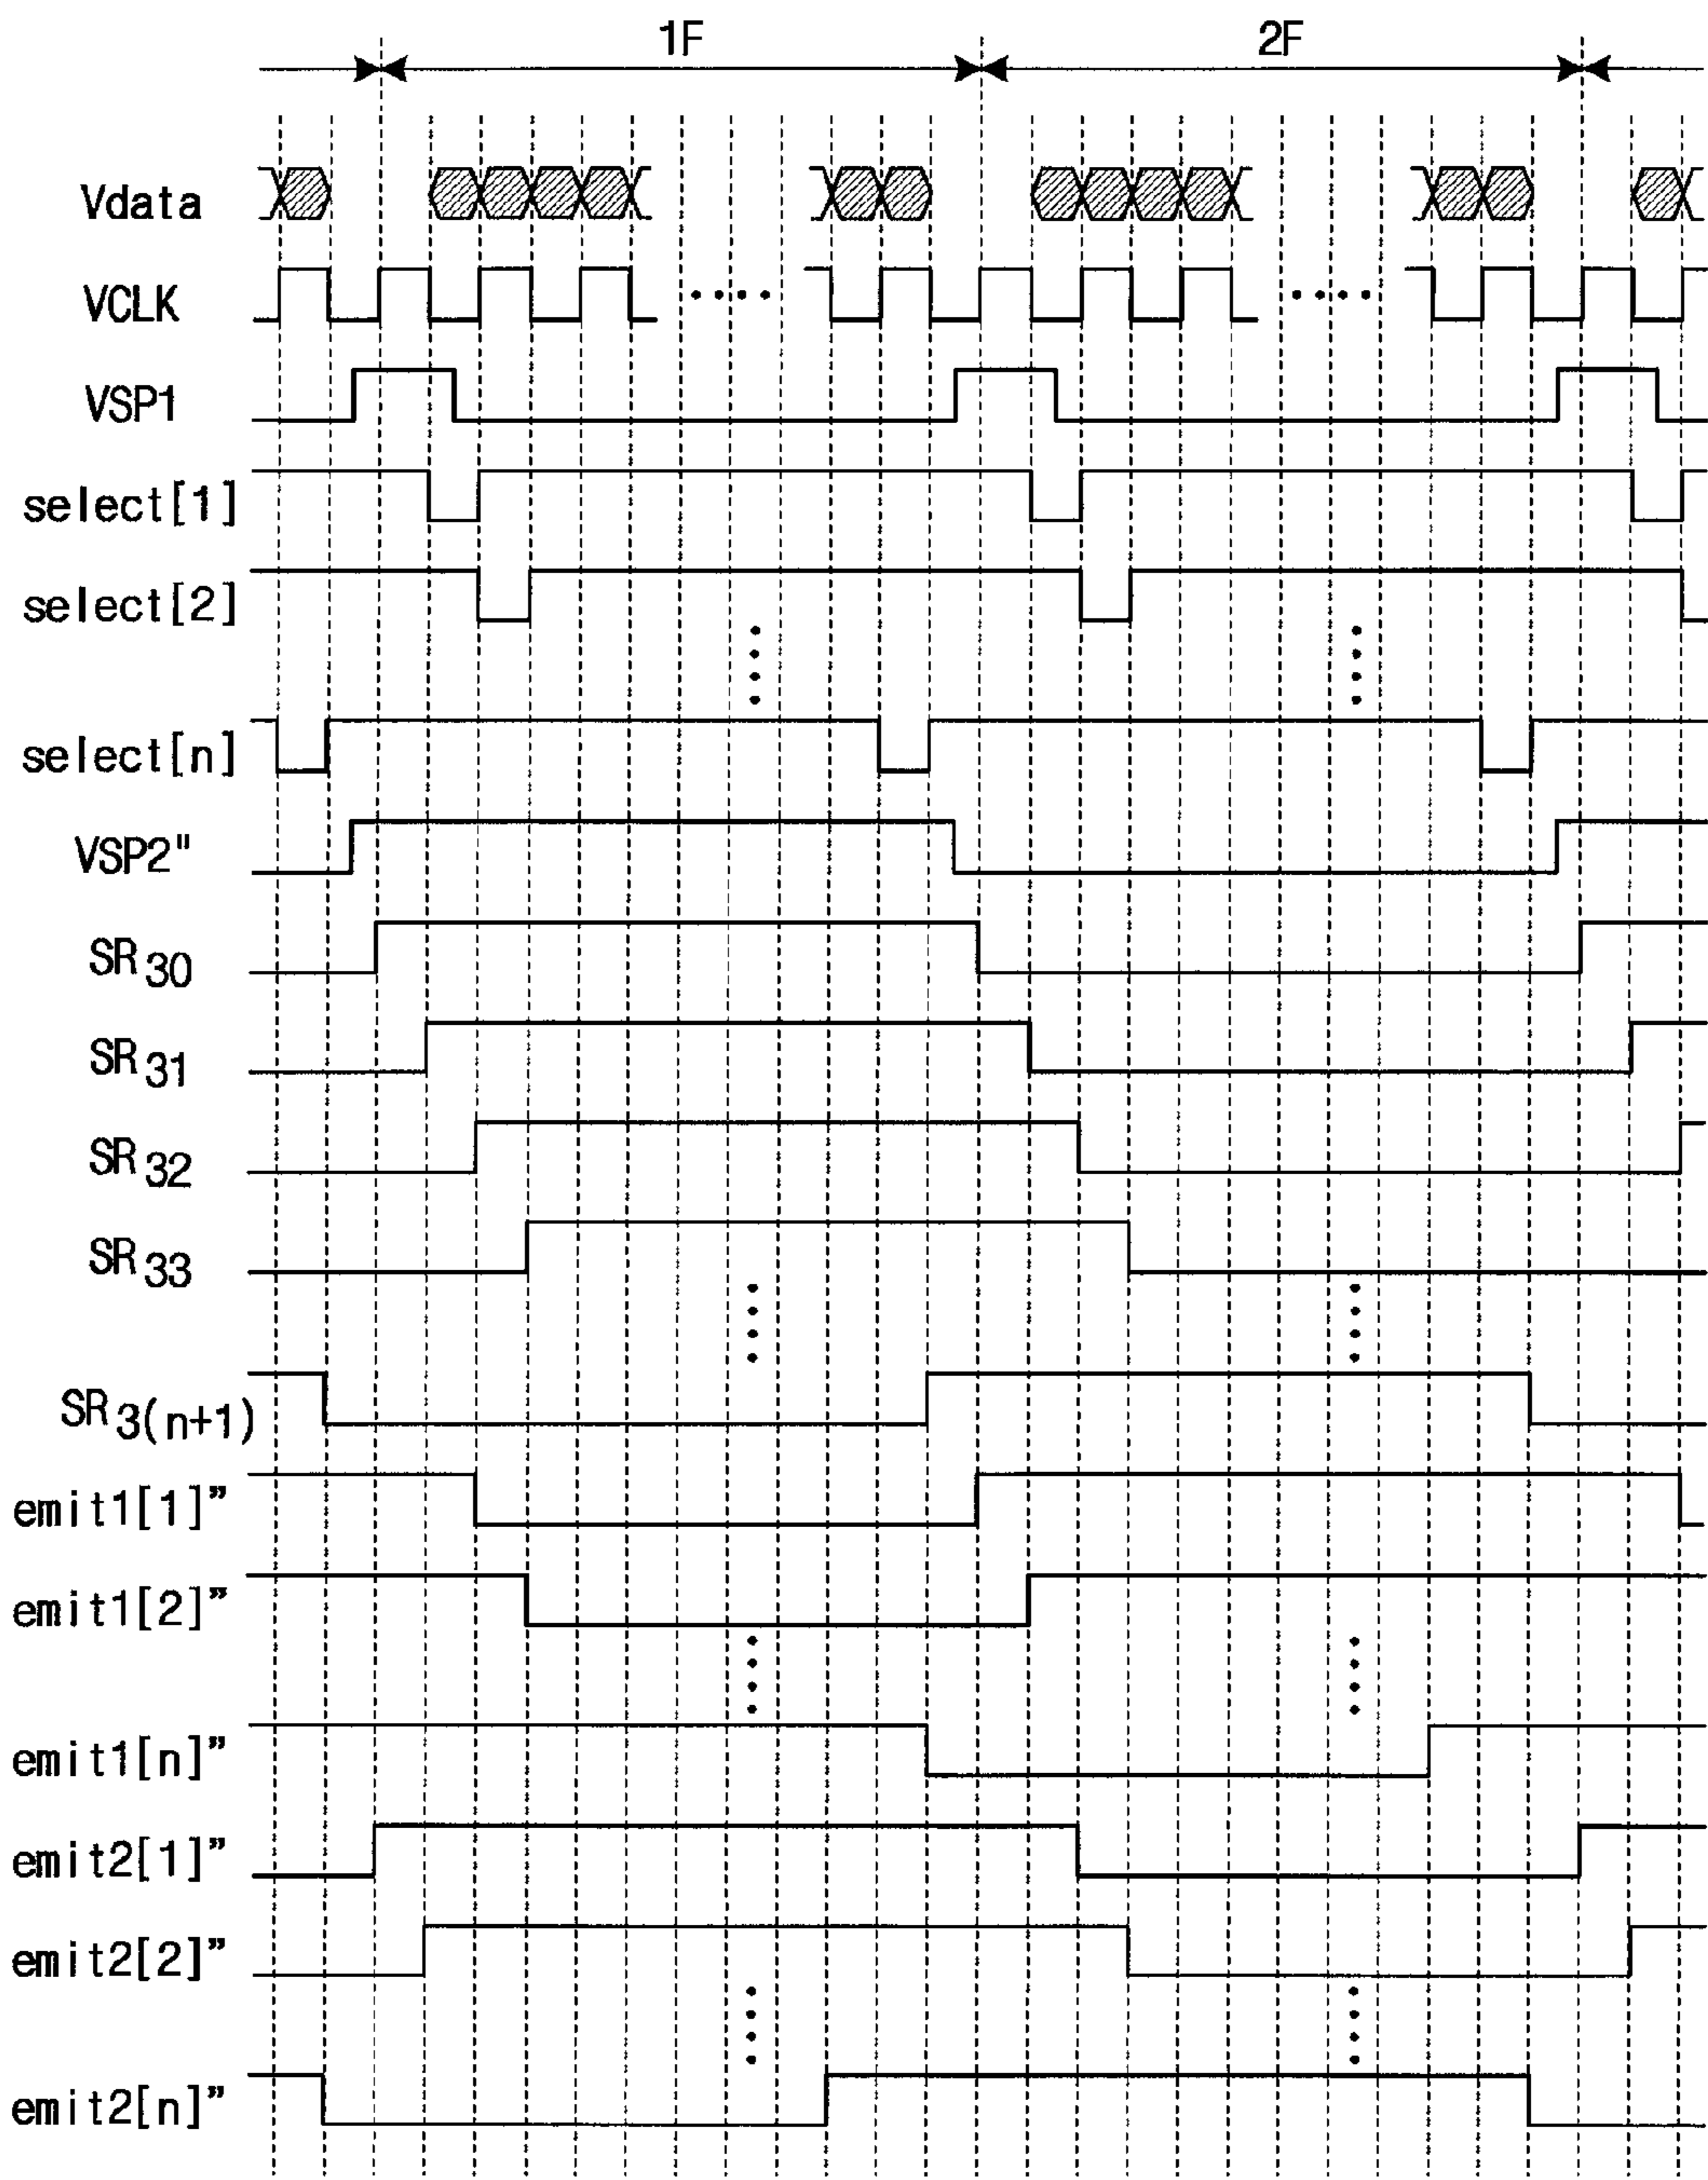 1F 2F
Vdata
VCLK
VSP1
select[1]
select[2]
select[n]
VSP2"
SR30
SR31
SR32
SR33
SR3(n+1)
emit1[1]”
emit1[2]”
emit1[n]”
emit2[1]”
emit2[2]”
emit2[n]”